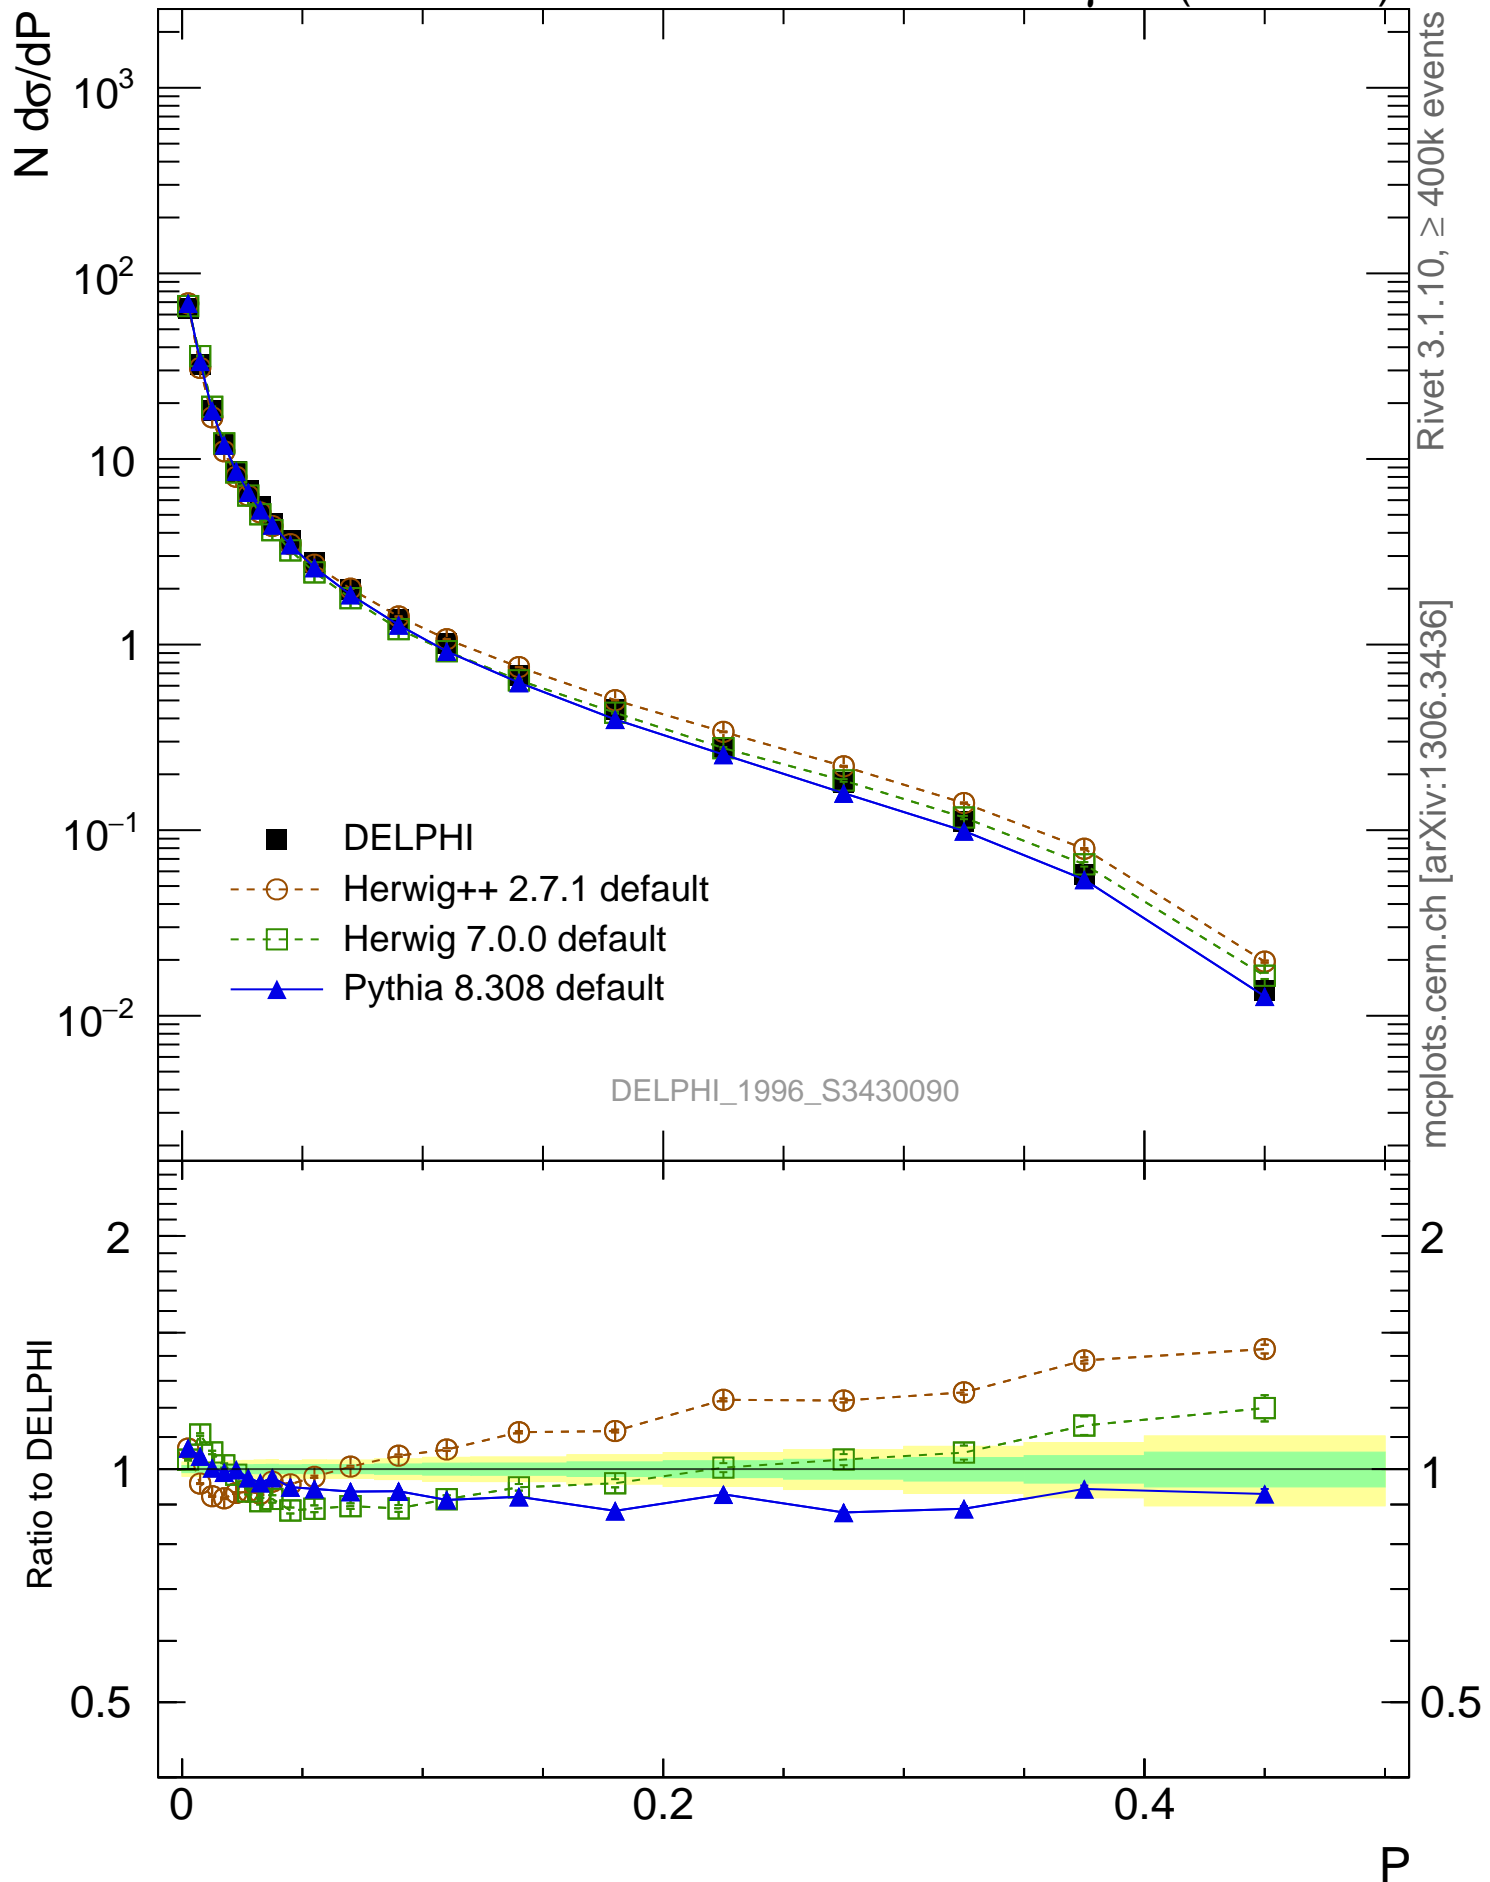 N dσ/dP
10³
10²
10
1
10⁻¹
10⁻²
DELPHI
Herwig++ 2.7.1 default
Herwig 7.0.0 default
Pythia 8.308 default
DELPHI_1996_S3430090
Rivet 3.1.10, ≥ 400k events
mcplots.cern.ch [arXiv:1306.3436]
Ratio to DELPHI
2
1
0.5
2
1
0.5
0
0.2
0.4
P